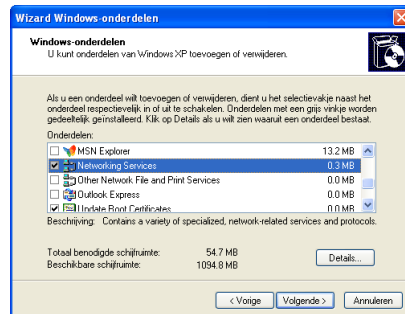 Wizard Windows-onderdelen
Windows-onderdelen
U kunt onderdelen van Windows XP toevoegen of verwijderen.
Als u een onderdeel wilt toevoegen of verwijderen, dient u het selectievakje naast het
onderdeel respectievelijk in of uit te schakelen. Onderdelen met een grijs vinkje worden
gedeeltelijk geïnstalleerd. Klik op Details als u wilt zien waaruit een onderdeel bestaat.
Onderdelen:
MSN Explorer 13.2 MB
Networking Services 0.3 MB
Other Network File and Print Services 0.0 MB
Outlook Express 0.0 MB
Update Root Certificates 0.0 MB
Beschrijving: Contains a variety of specialized, network-related services and protocols.
Totaal benodigde schijfruimte: 54.7 MB
Beschikbare schijfruimte: 1094.8 MB
Details...
< Vorige
Volgende >
Annuleren